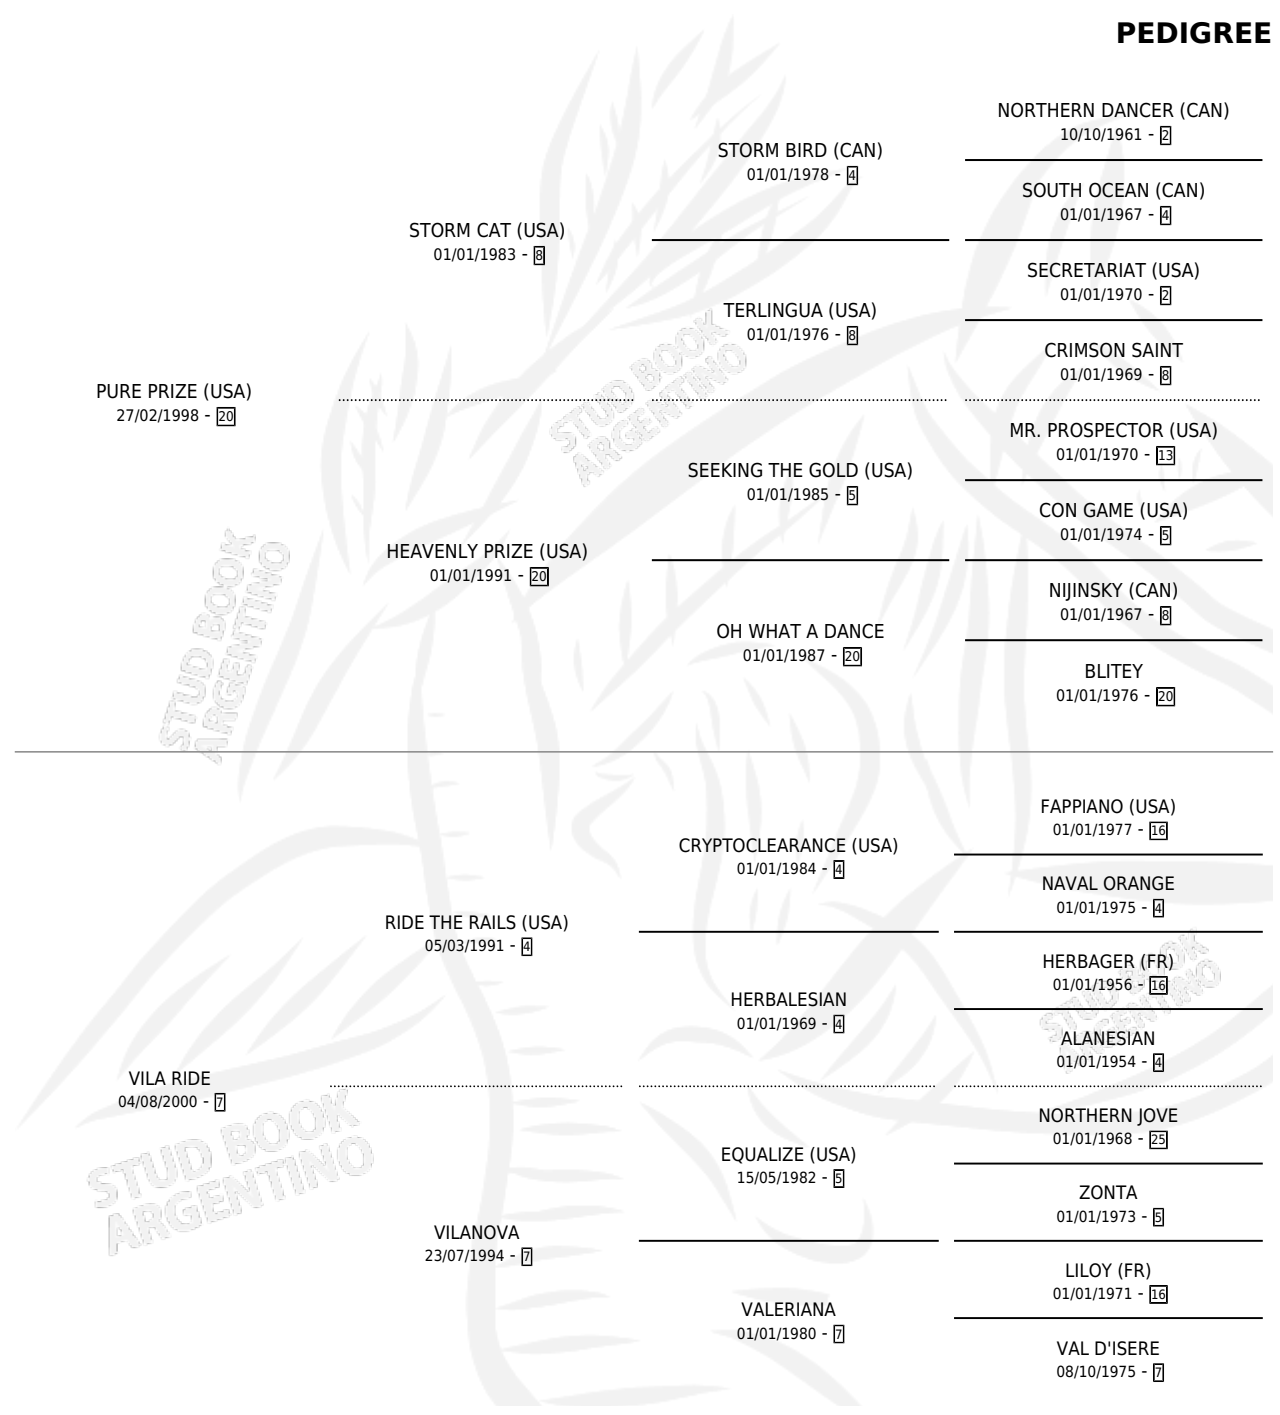 PEDIGREE
NORTHERN DANCER (CAN)
10/10/1961 - 2
STORM BIRD (CAN)
01/01/1978 - 4
SOUTH OCEAN (CAN)
01/01/1967 - 4
STORM CAT (USA)
01/01/1983 - 8
SECRETARIAT (USA)
01/01/1970 - 2
TERLINGUA (USA)
01/01/1976 - 8
CRIMSON SAINT
01/01/1969 - 8
PURE PRIZE (USA)
27/02/1998 - 20
MR. PROSPECTOR (USA)
01/01/1970 - 13
SEEKING THE GOLD (USA)
01/01/1985 - 5
CON GAME (USA)
01/01/1974 - 5
HEAVENLY PRIZE (USA)
01/01/1991 - 20
NIJINSKY (CAN)
01/01/1967 - 8
OH WHAT A DANCE
01/01/1987 - 20
BLITEY
01/01/1976 - 20
FAPPIANO (USA)
01/01/1977 - 16
CRYPTOCLEARANCE (USA)
01/01/1984 - 4
NAVAL ORANGE
01/01/1975 - 4
RIDE THE RAILS (USA)
05/03/1991 - 4
HERBAGER (FR)
01/01/1956 - 16
HERBALESIAN
01/01/1969 - 4
ALANESIAN
01/01/1954 - 4
VILA RIDE
04/08/2000 - 7
NORTHERN JOVE
01/01/1968 - 25
EQUALIZE (USA)
15/05/1982 - 5
ZONTA
01/01/1973 - 5
VILANOVA
23/07/1994 - 7
LILOY (FR)
01/01/1971 - 16
VALERIANA
01/01/1980 - 7
VAL D'ISERE
08/10/1975 - 7
STUD BOOK
ARGENTINO
STUD BOOK
ARGENTINO
STUD BOOK
ARGENTINO
STUD BOOK
ARGENTINO